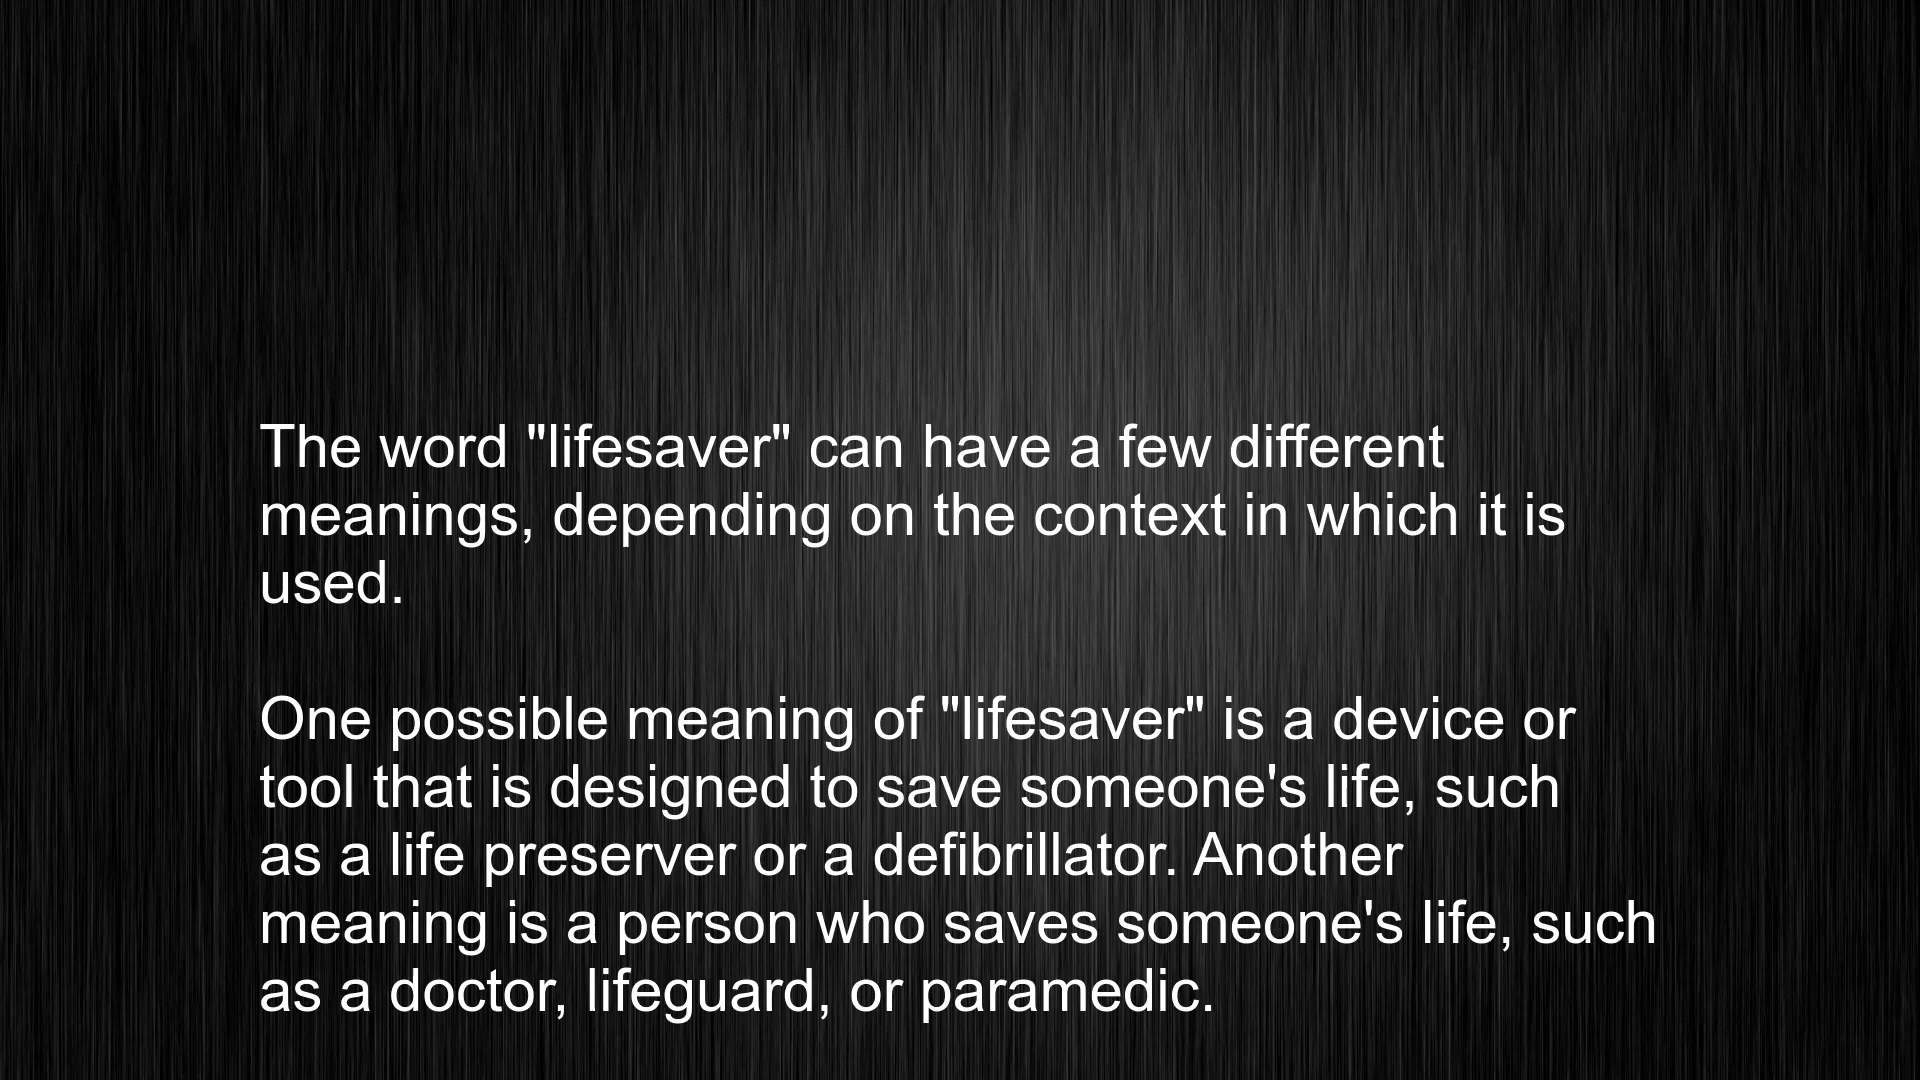 The word "lifesaver" can have a few different
meanings, depending on the context in which it is
used.
One possible meaning of "lifesaver" is a device or
tool that is designed to save someone's life, such
as a life preserver or a defibrillator. Another
meaning is a person who saves someone's life, such
as a doctor, lifeguard, or paramedic.